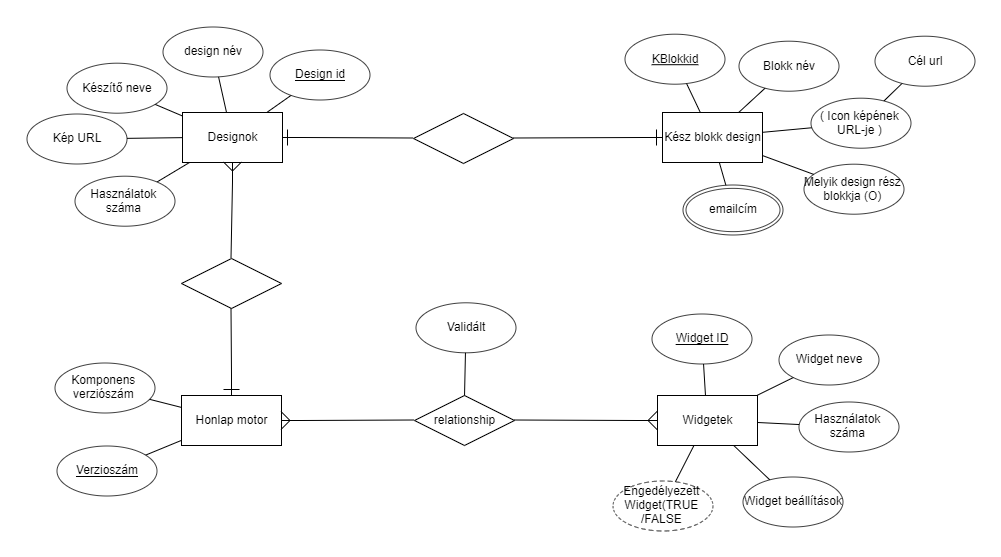 design név
Design id
Készítő neve
Kép URL
Designok
Használatok
száma
KBlokkid
Blokk név
Cél url
( Icon képének
URL-je )
Kész blokk design
Melyik design rész
blokkja (O)
emailcím
Validált
Widget ID
Widget neve
Komponens
verziószám
Honlap motor
relationship
Widgetek
Használatok
száma
Verzioszám
Engedélyezett
Widget(TRUE
/FALSE
Widget beállítások